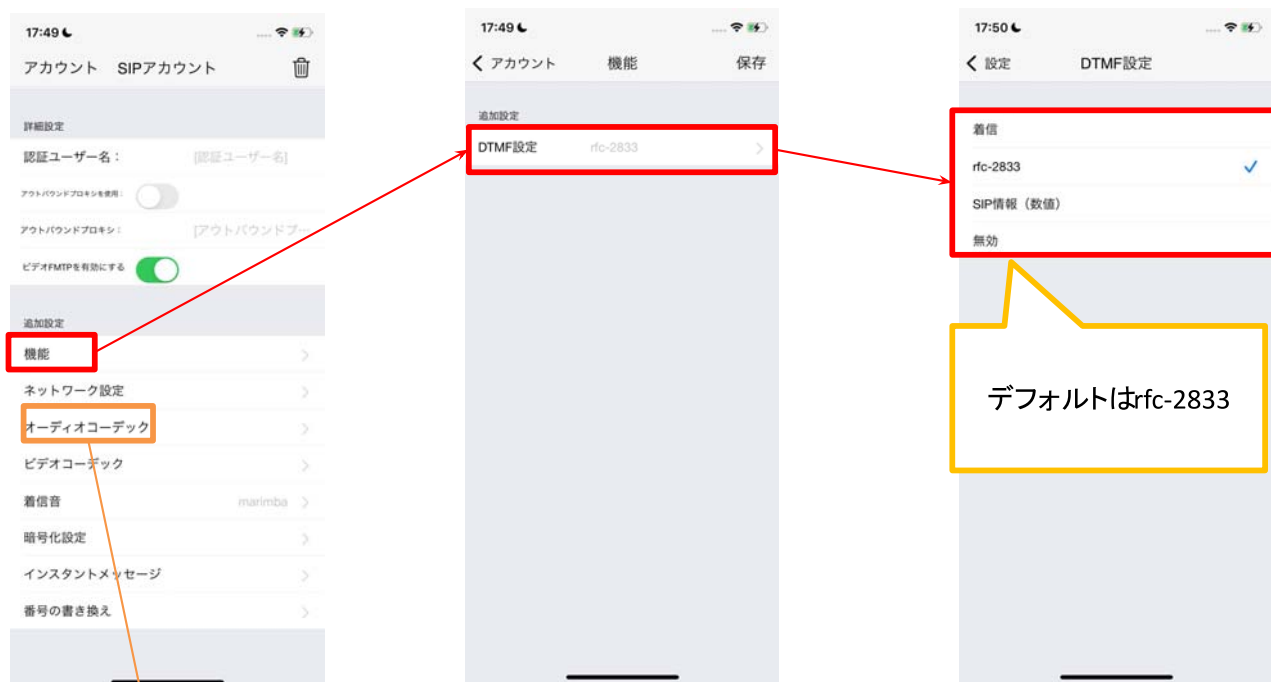 17:49
アカウント SIPアカウント
詳細設定
認証ユーザー名： [認証ユーザー名]
アウトバウンドプロキシを使用：
アウトバウンドプロキシ： [アウトバウンドプ…
ビデオFMTPを有効にする
追加設定
機能
ネットワーク設定
オーディオコーデック
ビデオコーデック
着信音 marimba
暗号化設定
インスタントメッセージ
番号の書き換え
17:49
アカウント 機能 保存
追加設定
DTMF設定 rfc-2833
17:50
設定 DTMF設定
着信
rfc-2833
SIP情報（数値）
無効
デフォルトはrfc-2833